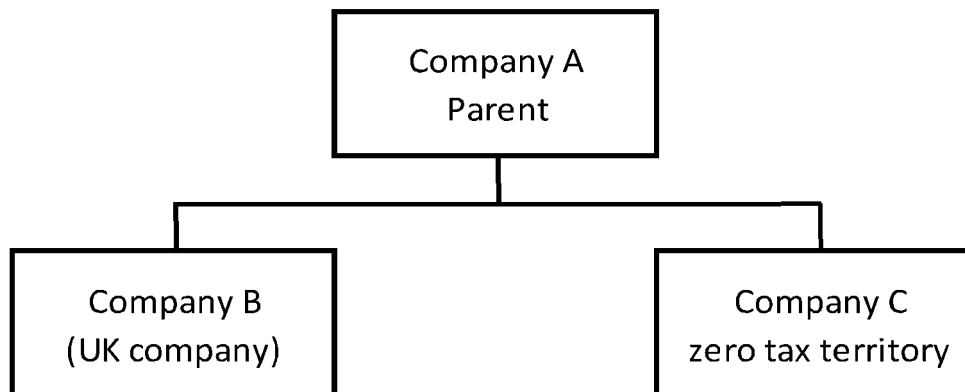 Company A
Parent
Company B
(UK company)
Company C
zero tax territory